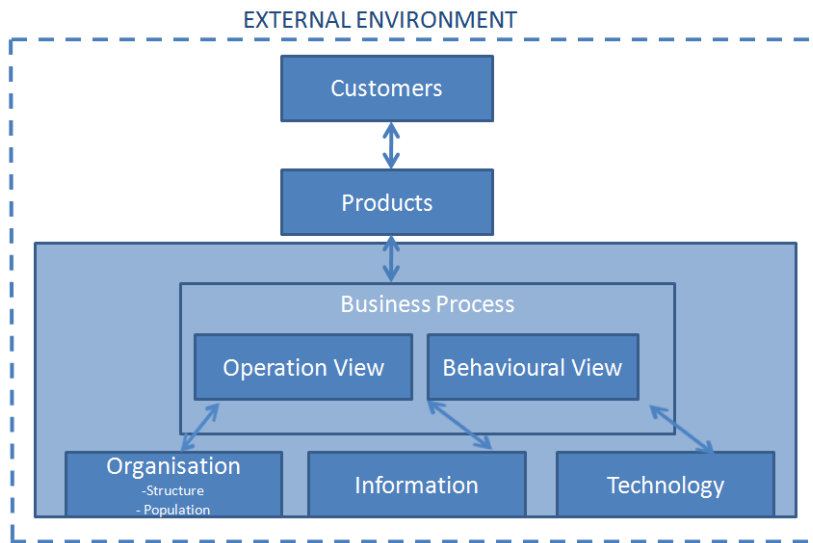 EXTERNAL ENVIRONMENT
Customers
Products
Business Process
Operation View
Behavioural View
Organisation
-Structure
- Population
Information
Technology